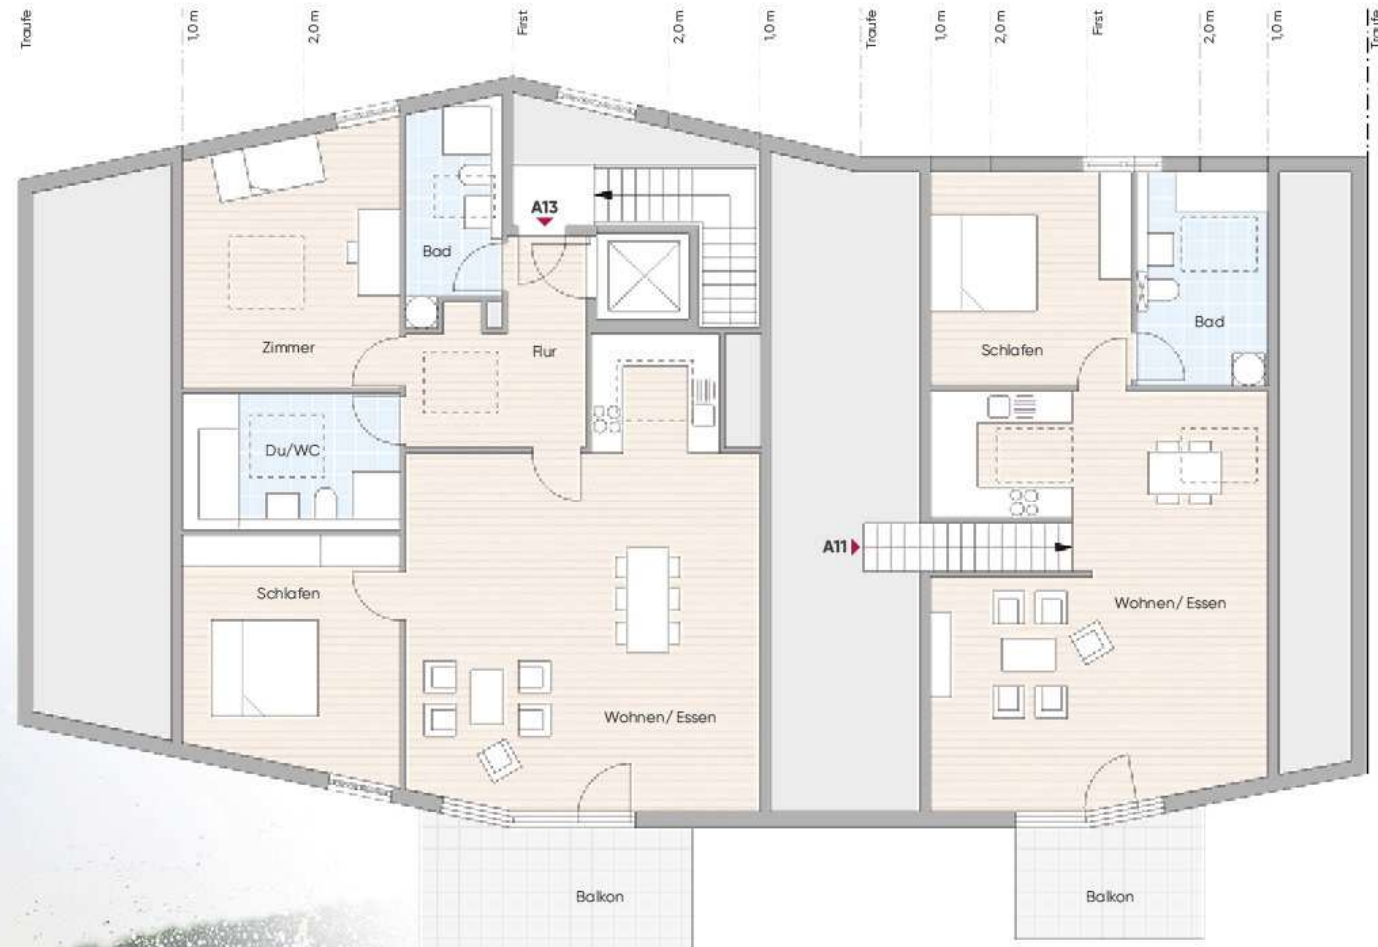 Traufe
1,0 m
2,0 m
First
2,0 m
1,0 m
Traufe
1,0 m
2,0 m
First
2,0 m
1,0 m
Traufe
A13
Bad
Zimmer
Flur
Schlafen
Bad
Du/WC
A11
Schlafen
Wohnen/ Essen
Wohnen/ Essen
Balkon
Balkon